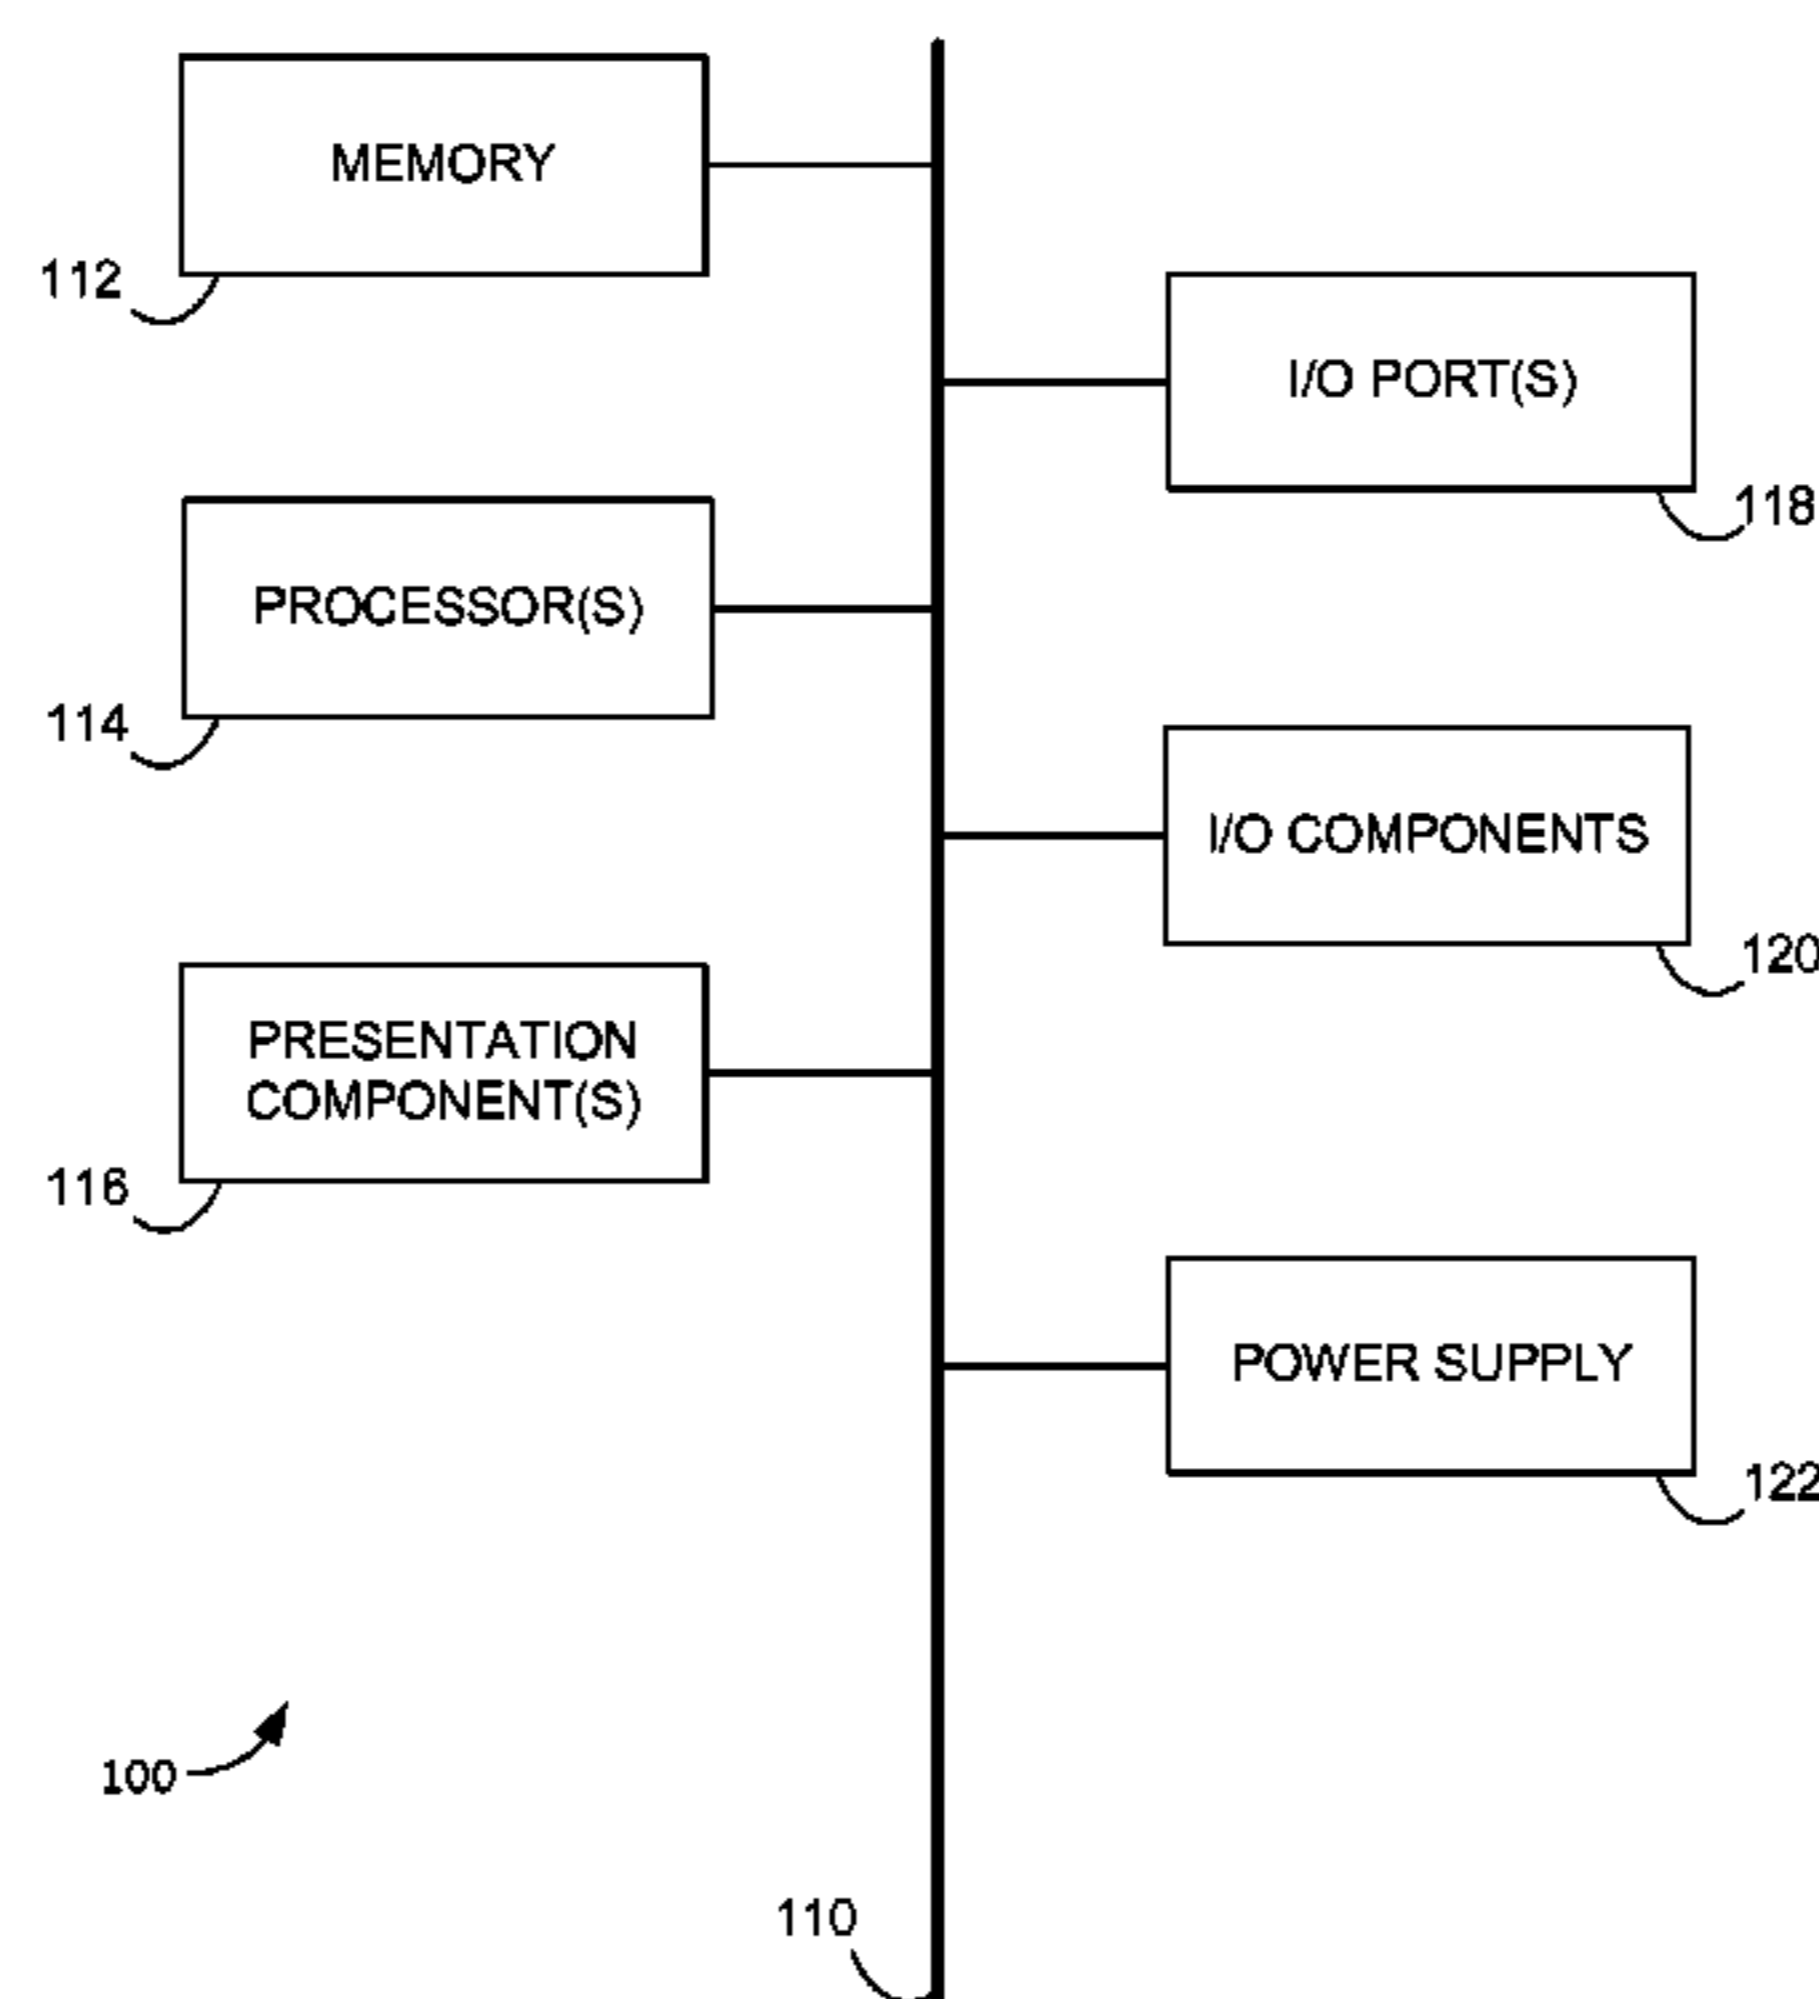 MEMORY
112
I/O PORT(S)
118
PROCESSOR(S)
114
I/O COMPONENTS
120
PRESENTATION
COMPONENT(S)
116
POWER SUPPLY
122
100
110